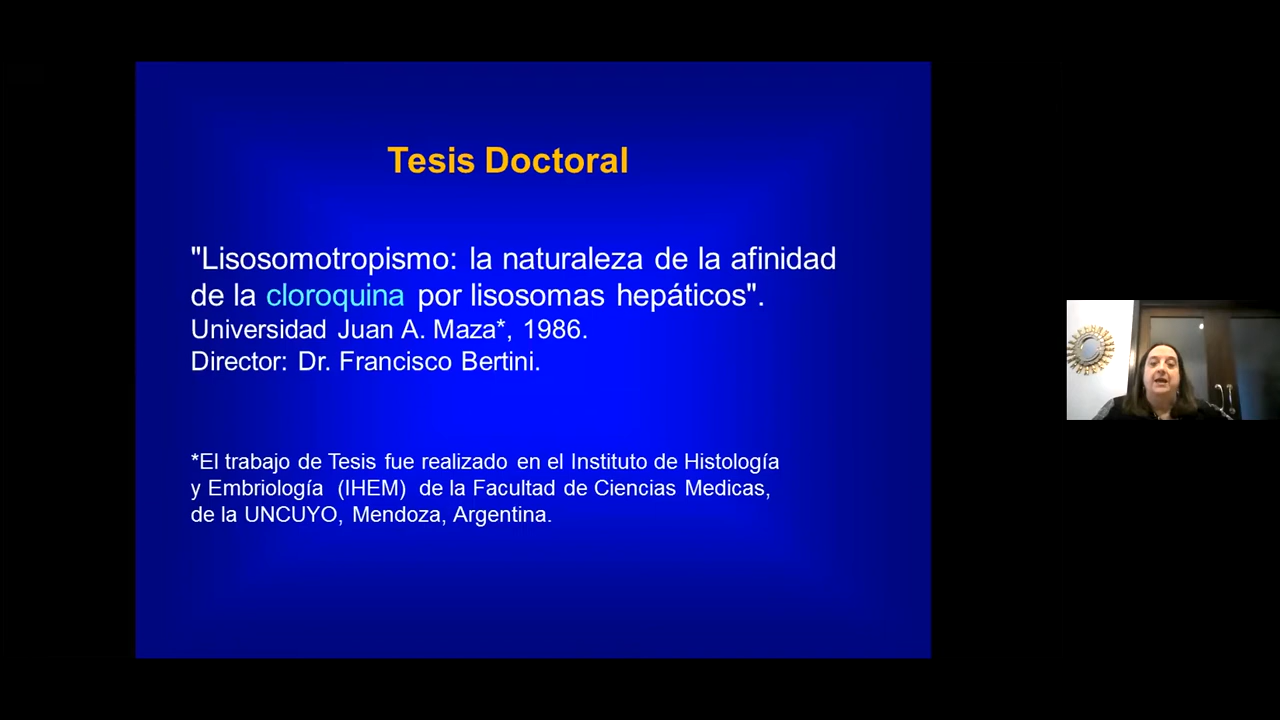 Tesis Doctoral
"Lisosomotropismo: la naturaleza de la afinidad
de la cloroquina por lisosomas hepáticos".
Universidad Juan A. Maza*, 1986.
Director: Dr. Francisco Bertini.
*El trabajo de Tesis fue realizado en el Instituto de Histología
y Embriología (IHEM) de la Facultad de Ciencias Medicas,
de la UNCUYO, Mendoza, Argentina.